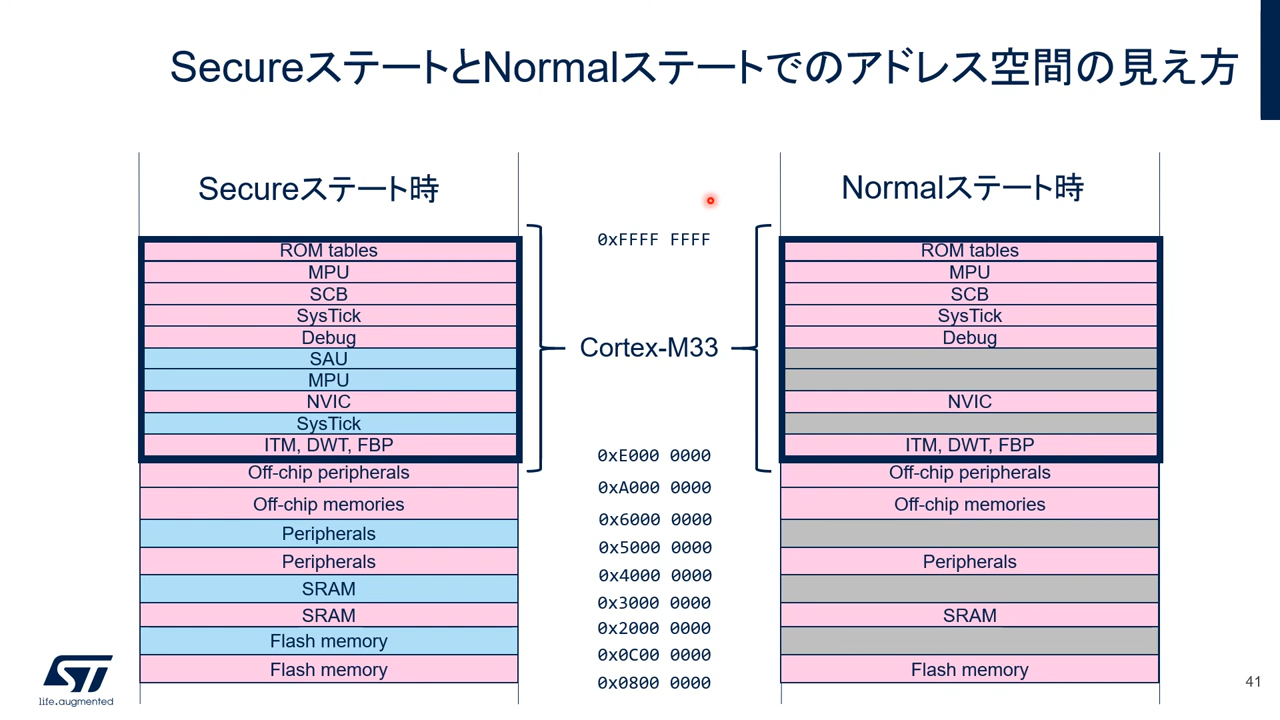 SecureステートとNormalステートでのアドレス空間の見え方
Secureステート時
ROM tables
MPU
SCB
SysTick
Debug
SAU
MPU
NVIC
SysTick
ITM, DWT, FBP
Off-chip peripherals
Off-chip memories
Peripherals
Peripherals
SRAM
SRAM
Flash memory
Flash memory
0xFFFF FFFF
Cortex-M33
0xE000 0000
0xA000 0000
0x6000 0000
0x5000 0000
0x4000 0000
0x3000 0000
0x2000 0000
0x0C00 0000
0x0800 0000
Normalステート時
ROM tables
MPU
SCB
SysTick
Debug
NVIC
ITM, DWT, FBP
Off-chip peripherals
Off-chip memories
Peripherals
SRAM
Flash memory
ST
life.augmented
41